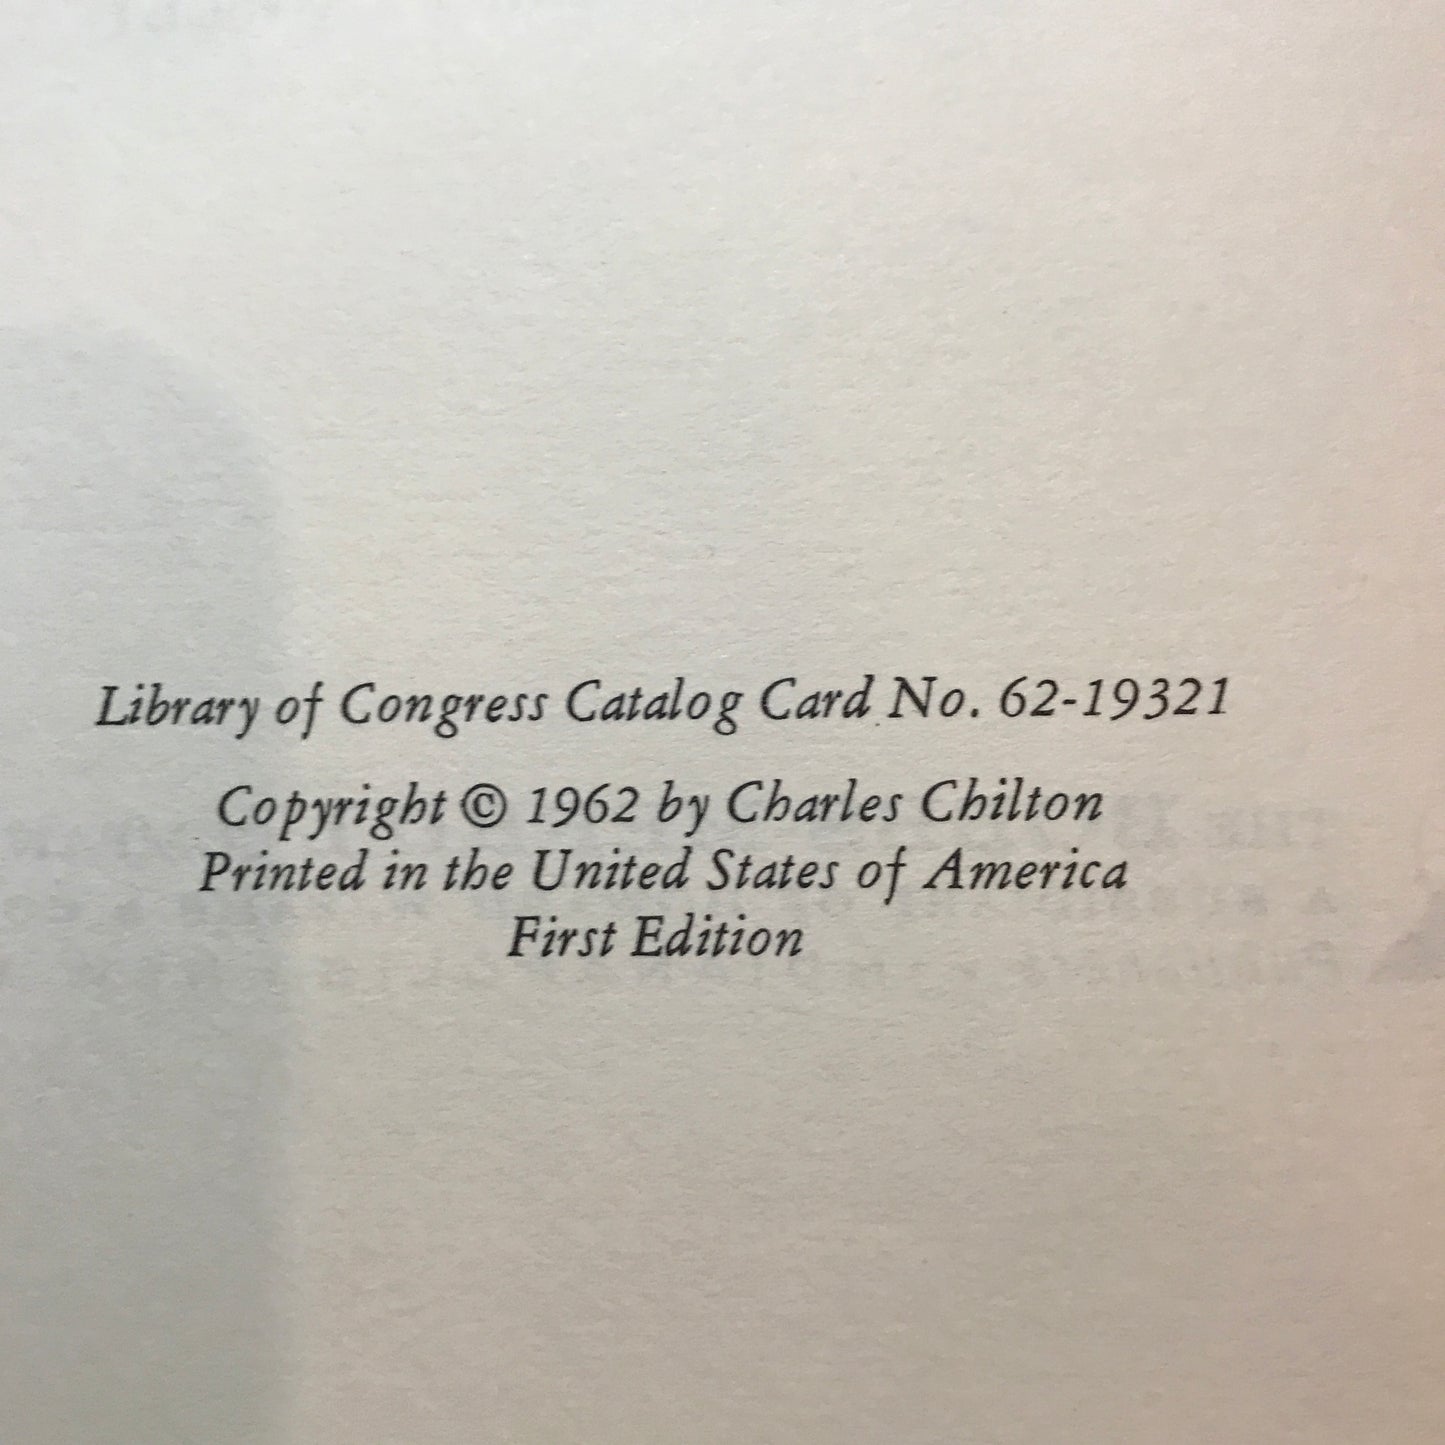 Library of Congress Catalog Card No. 62-19321
Copyright © 1962 by Charles Chilton
Printed in the United States of America
First Edition